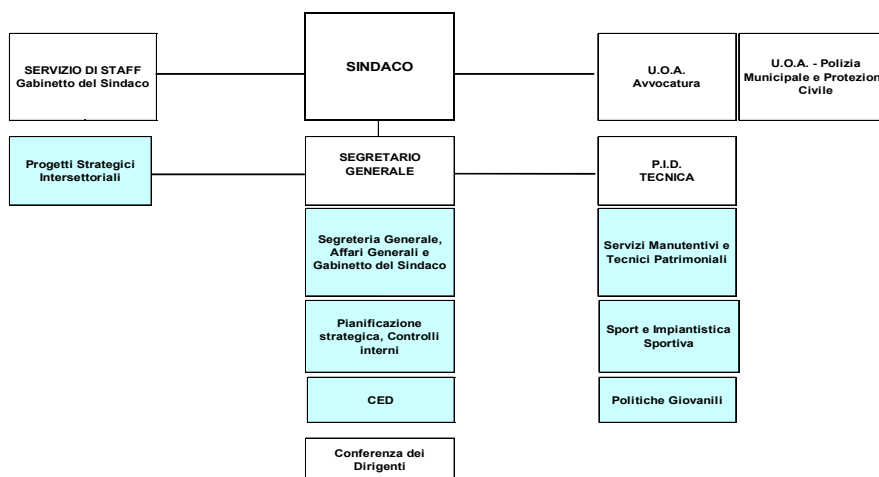 SERVIZIO DI STAFF
Gabinetto del Sindaco
SINDACO
U.O.A.
Avvocatura
U.O.A. - Polizia
Municipale e Protezion
Civile
Progetti Strategici
Intersettoriali
SEGRETARIO
GENERALE
P.I.D.
TECNICA
Segreteria Generale,
Affari Generali e
Gabinetto del Sindaco
Servizi Manutentivi e
Tecnici Patrimoniali
Pianificazione
strategica, Controlli
interni
Sport e Impiantistica
Sportiva
CED
Politiche Giovanili
Conferenza dei
Dirigenti